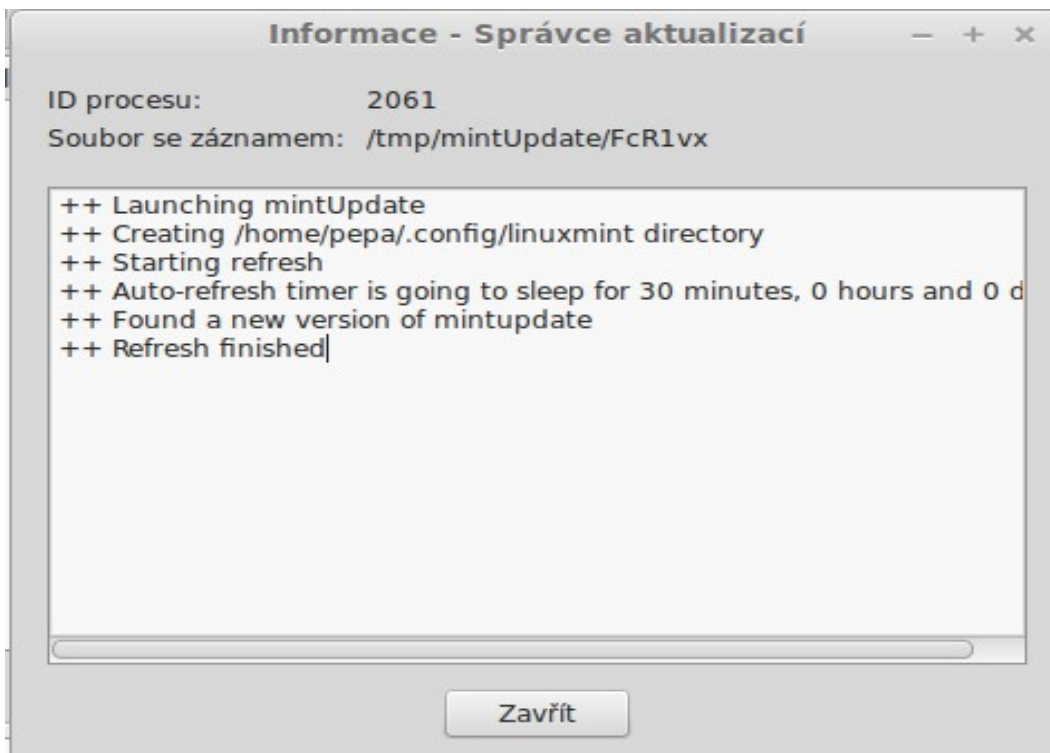 Informace - Správce aktualizací
ID procesu: 2061
Soubor se záznamem: /tmp/mintUpdate/FcR1vx
++ Launching mintUpdate
++ Creating /home/pepa/.config/linuxmint directory
++ Starting refresh
++ Auto-refresh timer is going to sleep for 30 minutes, 0 hours and 0 d
++ Found a new version of mintupdate
++ Refresh finished
Zavřít